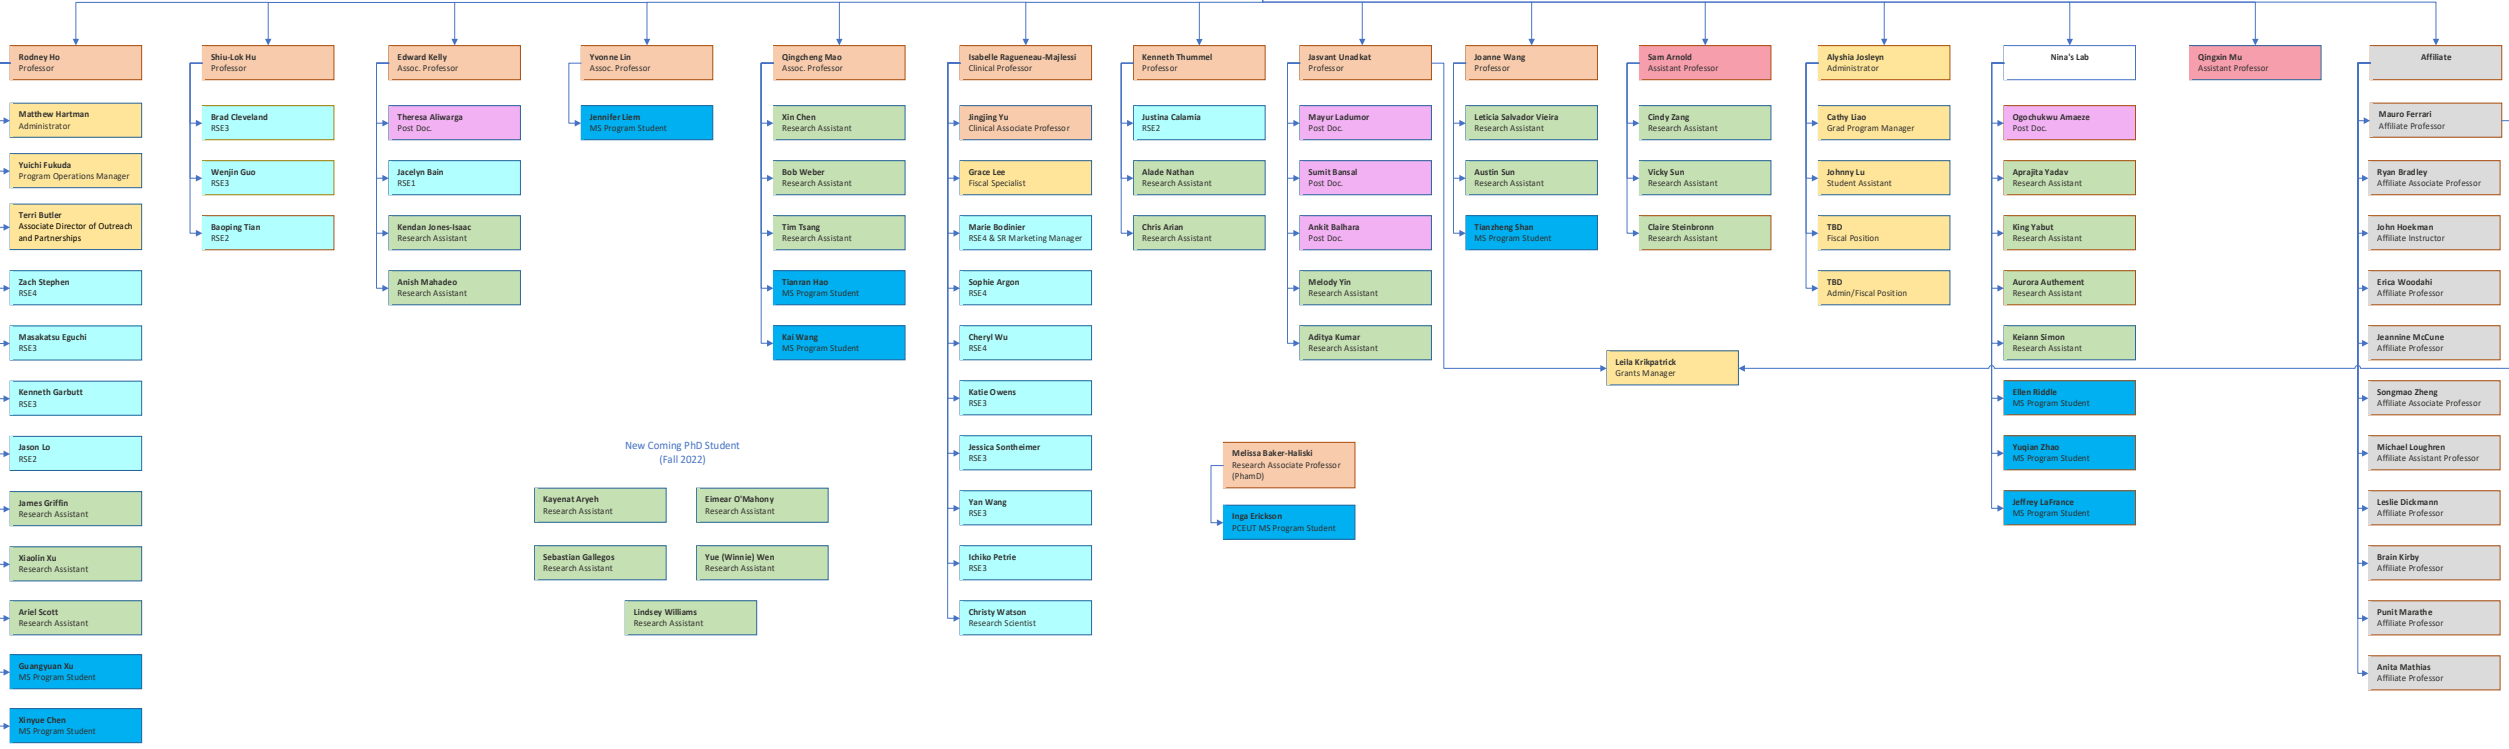 Rodney Ho
Professor
Matthew Hartman
Administrator
Yuichi Fukuda
Program Operations Manager
Terri Butler
Associate Director of Outreach
and Partnerships
Zach Stephen
RSE4
Masakatsu Eguchi
RSE3
Kenneth Garbutt
RSE3
Jason Lo
RSE2
James Griffin
Research Assistant
Xiaolin Xu
Research Assistant
Ariel Scott
Research Assistant
Guangyuan Xu
MS Program Student
Xinyue Chen
MS Program Student
Shiu-Lok Hu
Professor
Brad Cleveland
RSE3
Wenjin Guo
RSE3
Baoping Tian
RSE2
Edward Kelly
Assoc. Professor
Theresa Aliwarga
Post Doc.
Jacelyn Bain
RSE1
Kendan Jones-Isaac
Research Assistant
Anish Mahadeo
Research Assistant
Yvonne Lin
Assoc. Professor
Jennifer Liem
MS Program Student
Qingcheng Mao
Assoc. Professor
Xin Chen
Research Assistant
Bob Weber
Research Assistant
Tim Tsang
Research Assistant
Tianran Hao
MS Program Student
Kai Wang
MS Program Student
New Coming PhD Student
(Fall 2022)
Kayenat Aryeh
Research Assistant
Eimear O'Mahony
Research Assistant
Sebastian Gallegos
Research Assistant
Yue (Winnie) Wen
Research Assistant
Lindsey Williams
Research Assistant
Isabelle Ragueneau-Majlessi
Clinical Professor
Jingjing Yu
Clinical Associate Professor
Grace Lee
Fiscal Specialist
Marie Bodinier
RSE4 & SR Marketing Manager
Sophie Argon
RSE4
Cheryl Wu
RSE4
Katie Owens
RSE3
Jessica Sontheimer
RSE3
Yan Wang
RSE3
Ichiko Petrie
RSE3
Christy Watson
Research Scientist
Kenneth Thummel
Professor
Justina Calamia
RSE2
Alade Nathan
Research Assistant
Chris Arian
Research Assistant
Jasvant Unadkat
Professor
Mayur Ladumor
Post Doc.
Sumit Bansal
Post Doc.
Ankit Balhara
Post Doc.
Melody Yin
Research Assistant
Aditya Kumar
Research Assistant
Melissa Baker-Haliski
Research Associate Professor
(PhamD)
Inga Erickson
PCEUT MS Program Student
Joanne Wang
Professor
Leticia Salvador Vieira
Research Assistant
Austin Sun
Research Assistant
Tianzheng Shan
MS Program Student
Sam Arnold
Assistant Professor
Cindy Zang
Research Assistant
Vicky Sun
Research Assistant
Claire Steinbronn
Research Assistant
Leila Krikpatrick
Grants Manager
Alyshia Josleyn
Administrator
Cathy Liao
Grad Program Manager
Johnny Lu
Student Assistant
TBD
Fiscal Position
TBD
Admin/Fiscal Position
Nina's Lab
Ogochukwu Amaeze
Post Doc.
Aprajita Yadav
Research Assistant
King Yabut
Research Assistant
Aurora Authement
Research Assistant
Keiann Simon
Research Assistant
Ellen Riddle
MS Program Student
Yuqian Zhao
MS Program Student
Jeffrey LaFrance
MS Program Student
Qingxin Mu
Assistant Professor
Affiliate
Mauro Ferrari
Affiliate Professor
Ryan Bradley
Affiliate Associate Professor
John Hoekman
Affiliate Instructor
Erica Woodahi
Affiliate Professor
Jeannine McCune
Affiliate Professor
Songmao Zheng
Affiliate Associate Professor
Michael Loughren
Affiliate Assistant Professor
Leslie Dickmann
Affiliate Professor
Brain Kirby
Affiliate Professor
Punit Marathe
Affiliate Professor
Anita Mathias
Affiliate Professor